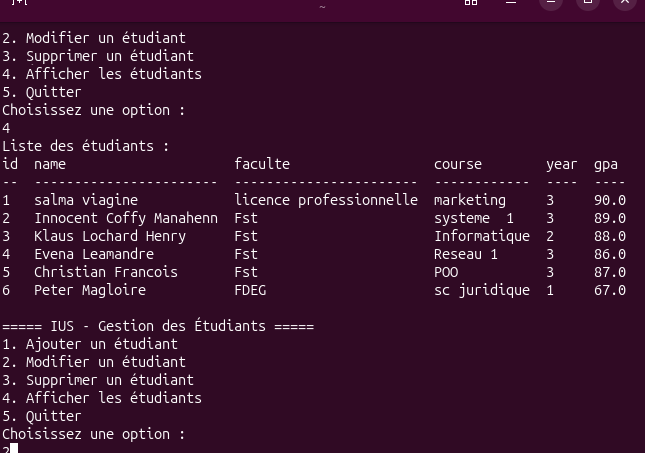 2. Modifier un étudiant
3. Supprimer un étudiant
4. Afficher les étudiants
5. Quitter
Choisissez une option :
4
Liste des étudiants :
id  name                     faculte                  course        year  gpa
--  -----------------------  -----------------------  ------------  ----  ----
1   salma viagine            licence professionnelle  marketing     3     90.0
2   Innocent Coffy Manahenn  Fst                      systeme  1    3     89.0
3   Klaus Lochard Henry      Fst                      Informatique  2     88.0
4   Evena Leamandre          Fst                      Reseau 1      3     86.0
5   Christian Francois       Fst                      POO           3     87.0
6   Peter Magloire           FDEG                     sc juridique  1     67.0
===== IUS - Gestion des Étudiants =====
1. Ajouter un étudiant
2. Modifier un étudiant
3. Supprimer un étudiant
4. Afficher les étudiants
5. Quitter
Choisissez une option :
2